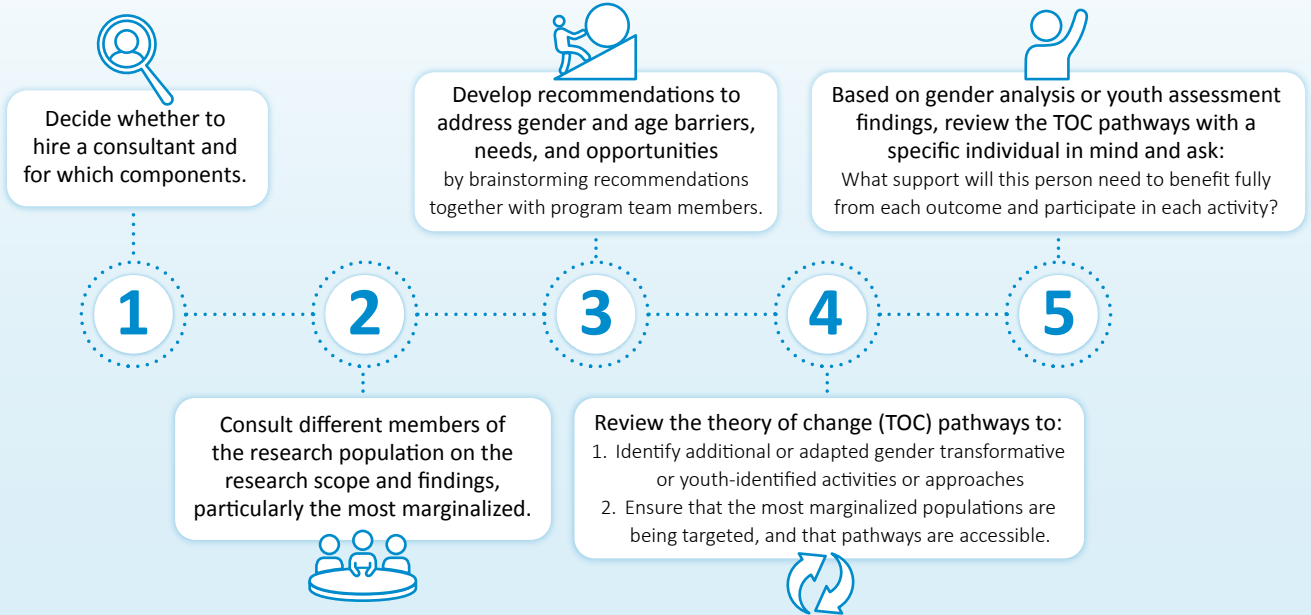 Decide whether to
hire a consultant and
for which components.
1
Consult different members of
the research population on the
research scope and findings,
particularly the most marginalized.
2
Develop recommendations to
address gender and age barriers,
needs, and opportunities
by brainstorming recommendations
together with program team members.
3
Review the theory of change (TOC) pathways to:
1. Identify additional or adapted gender transformative
or youth-identified activities or approaches
2. Ensure that the most marginalized populations are
being targeted, and that pathways are accessible.
4
Based on gender analysis or youth assessment
findings, review the TOC pathways with a
specific individual in mind and ask:
What support will this person need to benefit fully
from each outcome and participate in each activity?
5